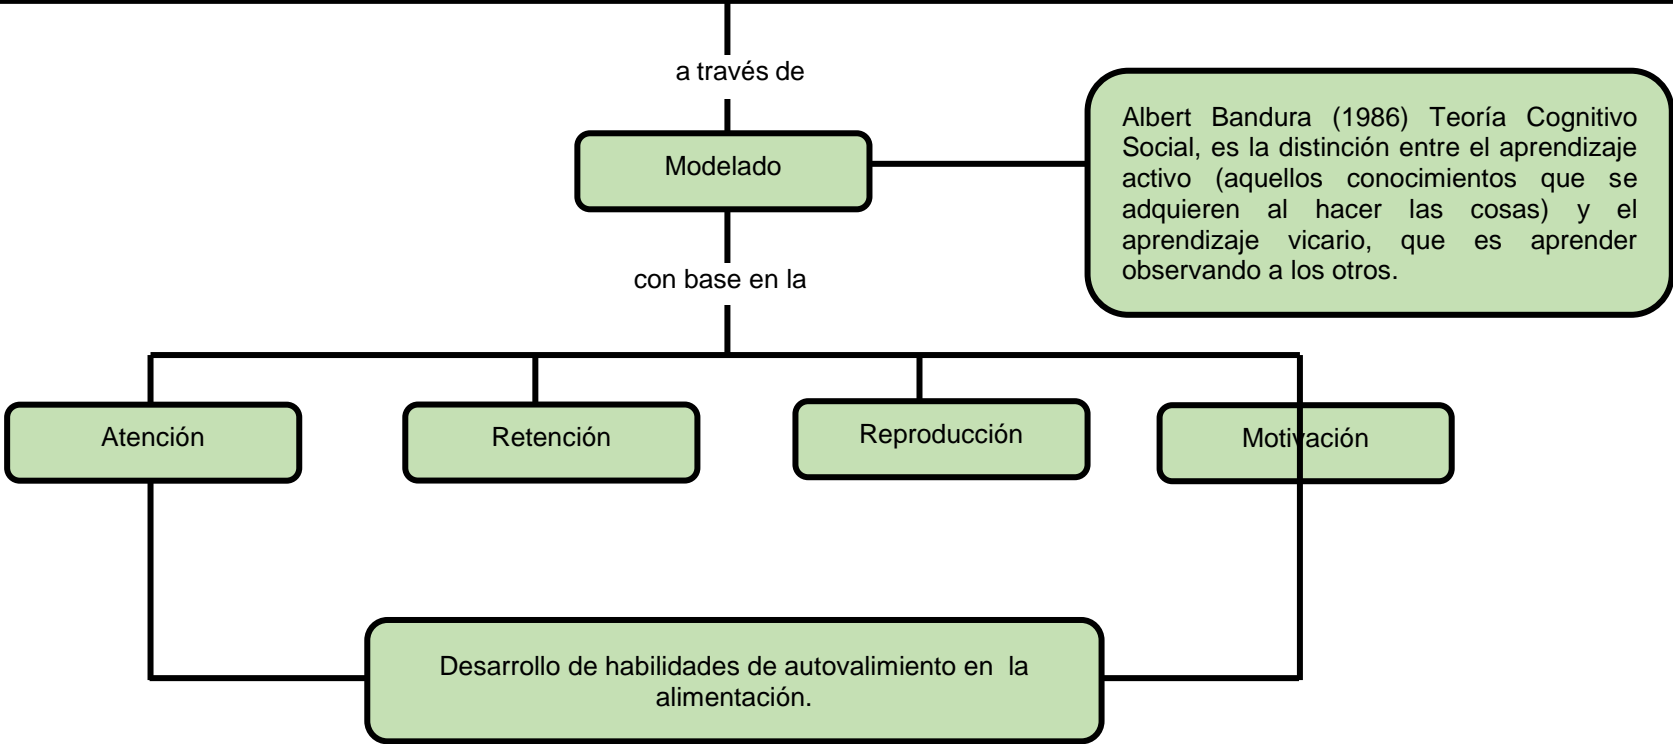 a través de
Modelado
Albert Bandura (1986) Teoría Cognitivo
Social, es la distinción entre el aprendizaje
activo (aquellos conocimientos que se
adquieren al hacer las cosas) y el
aprendizaje vicario, que es aprender
observando a los otros.
con base en la
Atención
Retención
Reproducción
Motivación
Desarrollo de habilidades de autovalimiento en la
alimentación.